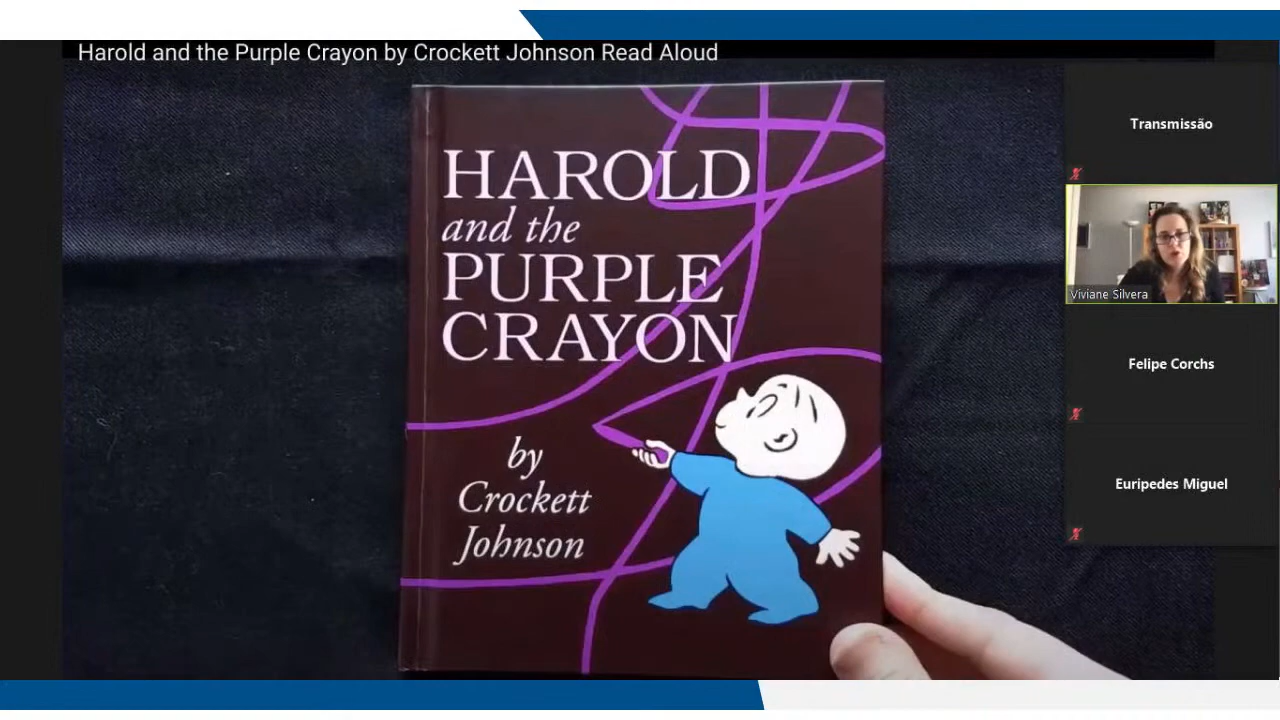 Harold and the Purple Crayon by Crockett Johnson Read Aloud
HAROLD
and the
PURPLE
CRAYON
by
Crockett
Johnson
Transmissão
Viviane Silvera
Felipe Corchs
Euripedes Miguel